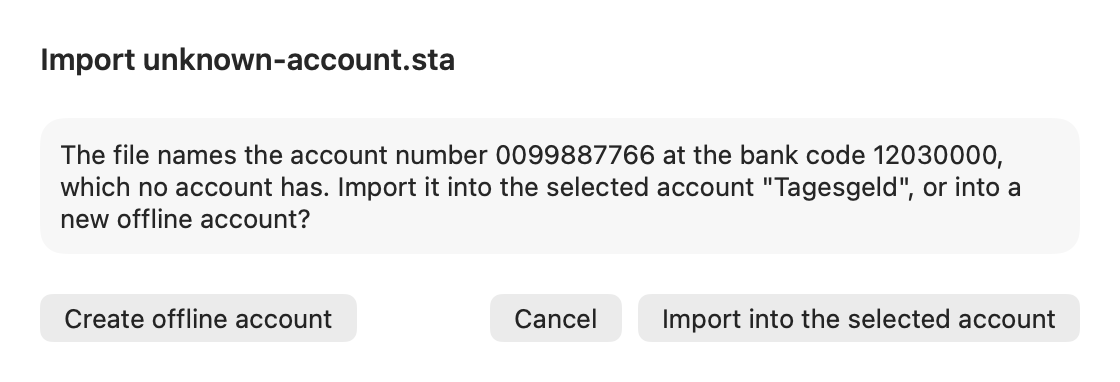 Import unknown-account.sta
The file names the account number 0099887766 at the bank code 12030000,
which no account has. Import it into the selected account "Tagesgeld", or into a
new offline account?
Create offline account
Cancel
Import into the selected account